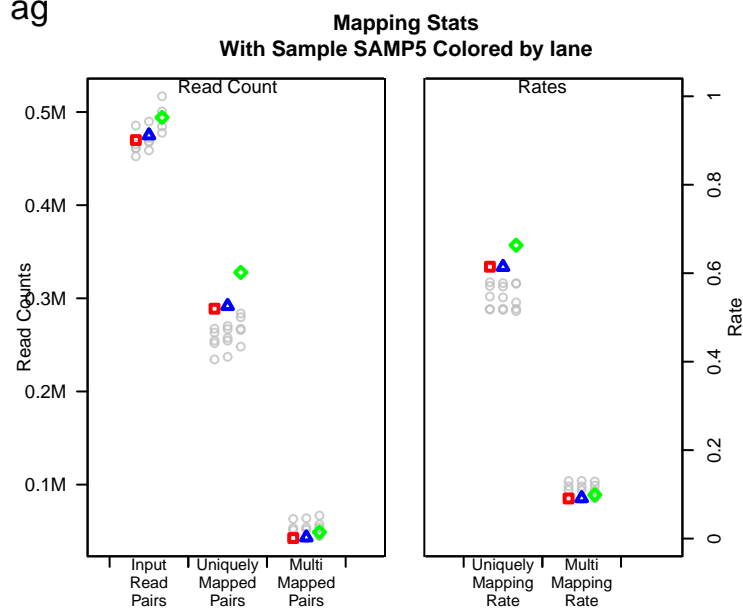 ag
Mapping Stats
With Sample SAMP5 Colored by lane
Read Count
Rates
0.5M
0.4M
0.3M
0.2M
0.1M
Read Counts
1
0.8
0.6
0.4
0.2
0
Rate
Input
Read
Pairs
Uniquely
Mapped
Pairs
Multi
Mapped
Pairs
Uniquely
Mapping
Rate
Multi
Mapping
Rate